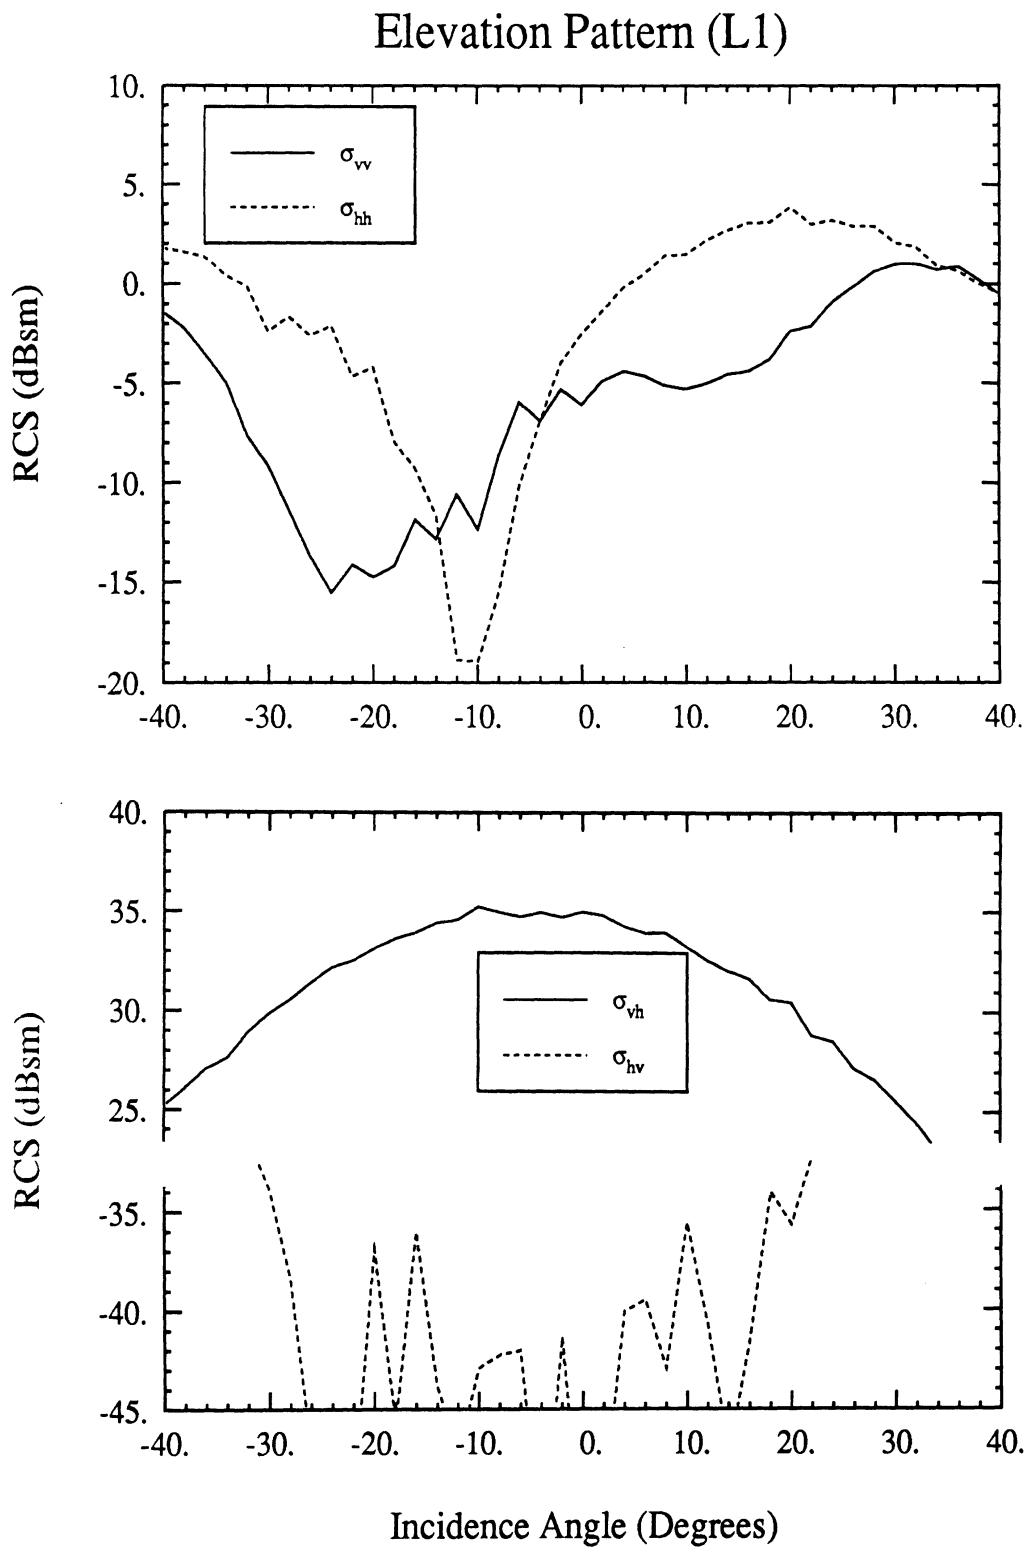 Elevation Pattern (L1)
10.
σvv
5.
σhh
0.
RCS (dBsm)
-5.
-10.
-15.
-20.
-40. -30. -20. -10. 0. 10. 20. 30. 40.
40.
35.
σvh
30.
σhv
RCS (dBsm)
25.
-35.
-40.
-45.
-40. -30. -20. -10. 0. 10. 20. 30. 40.
Incidence Angle (Degrees)